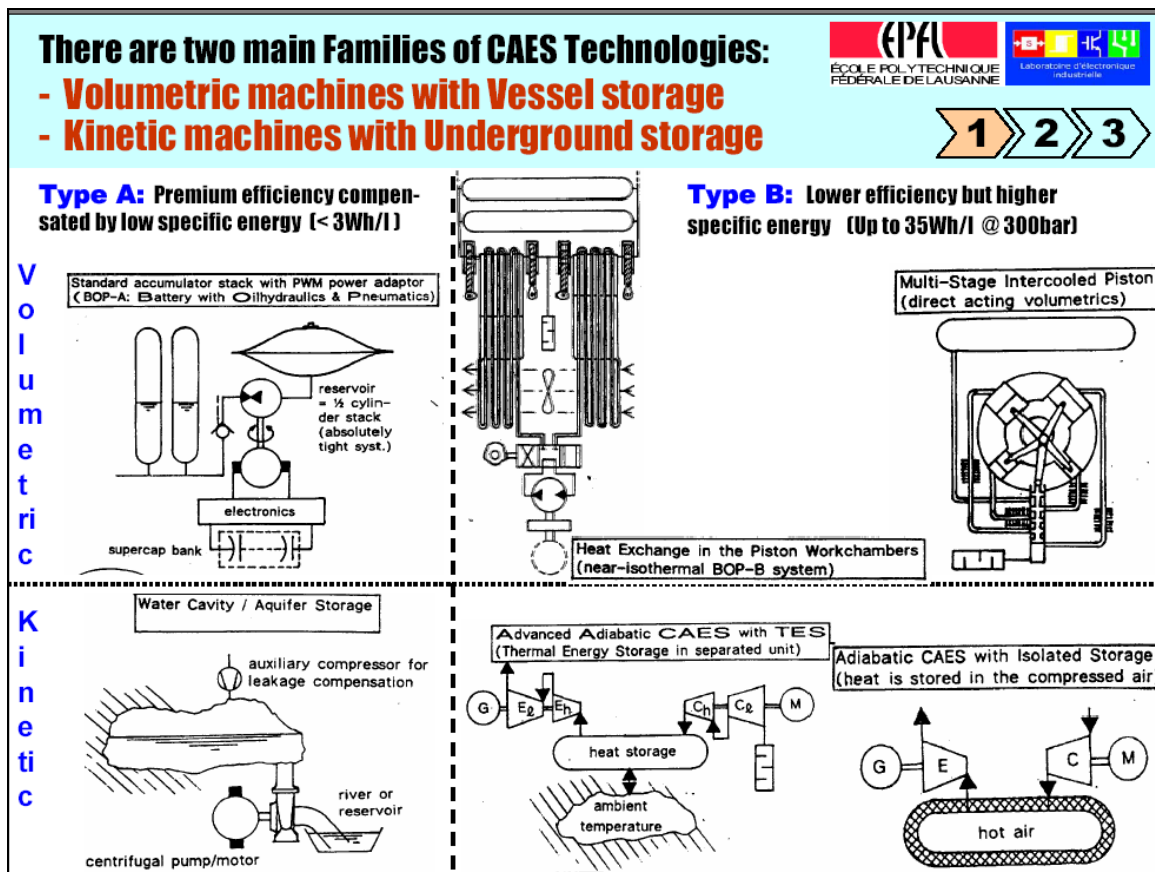 There are two main Families of CAES Technologies:
- Volumetric machines with Vessel storage
- Kinetic machines with Underground storage
EPFL
ÉCOLE POLYTECHNIQUE
FÉDÉRALE DE LAUSANNE
S
Laboratoire d'électronique
industrielle
1 2 3
Type A: Premium efficiency compen-
sated by low specific energy (< 3Wh/l)
Type B: Lower efficiency but higher
specific energy (Up to 35Wh/l @ 300bar)
Volumetric
Standard accumulator stack with PWM power adaptor
(BOP-A: Battery with Oilhydraulics & Pneumatics)
reservoir
= ½ cylin-
der stack
(absolutely
tight syst.)
electronics
supercap bank
Heat Exchange in the Piston Workchambers
(near-isothermal BOP-B system)
Multi-Stage Intercooled Piston
(direct acting volumetrics)
Kinetic
Water Cavity / Aquifer Storage
auxiliary compressor for
leakage compensation
river or
reservoir
centrifugal pump/motor
Advanced Adiabatic CAES with TES
(Thermal Energy Storage in separated unit)
G Eℓ Eh Ch Cℓ M
heat storage
ambient
temperature
Adiabatic CAES with Isolated Storage
(heat is stored in the compressed air)
G E C M
hot air